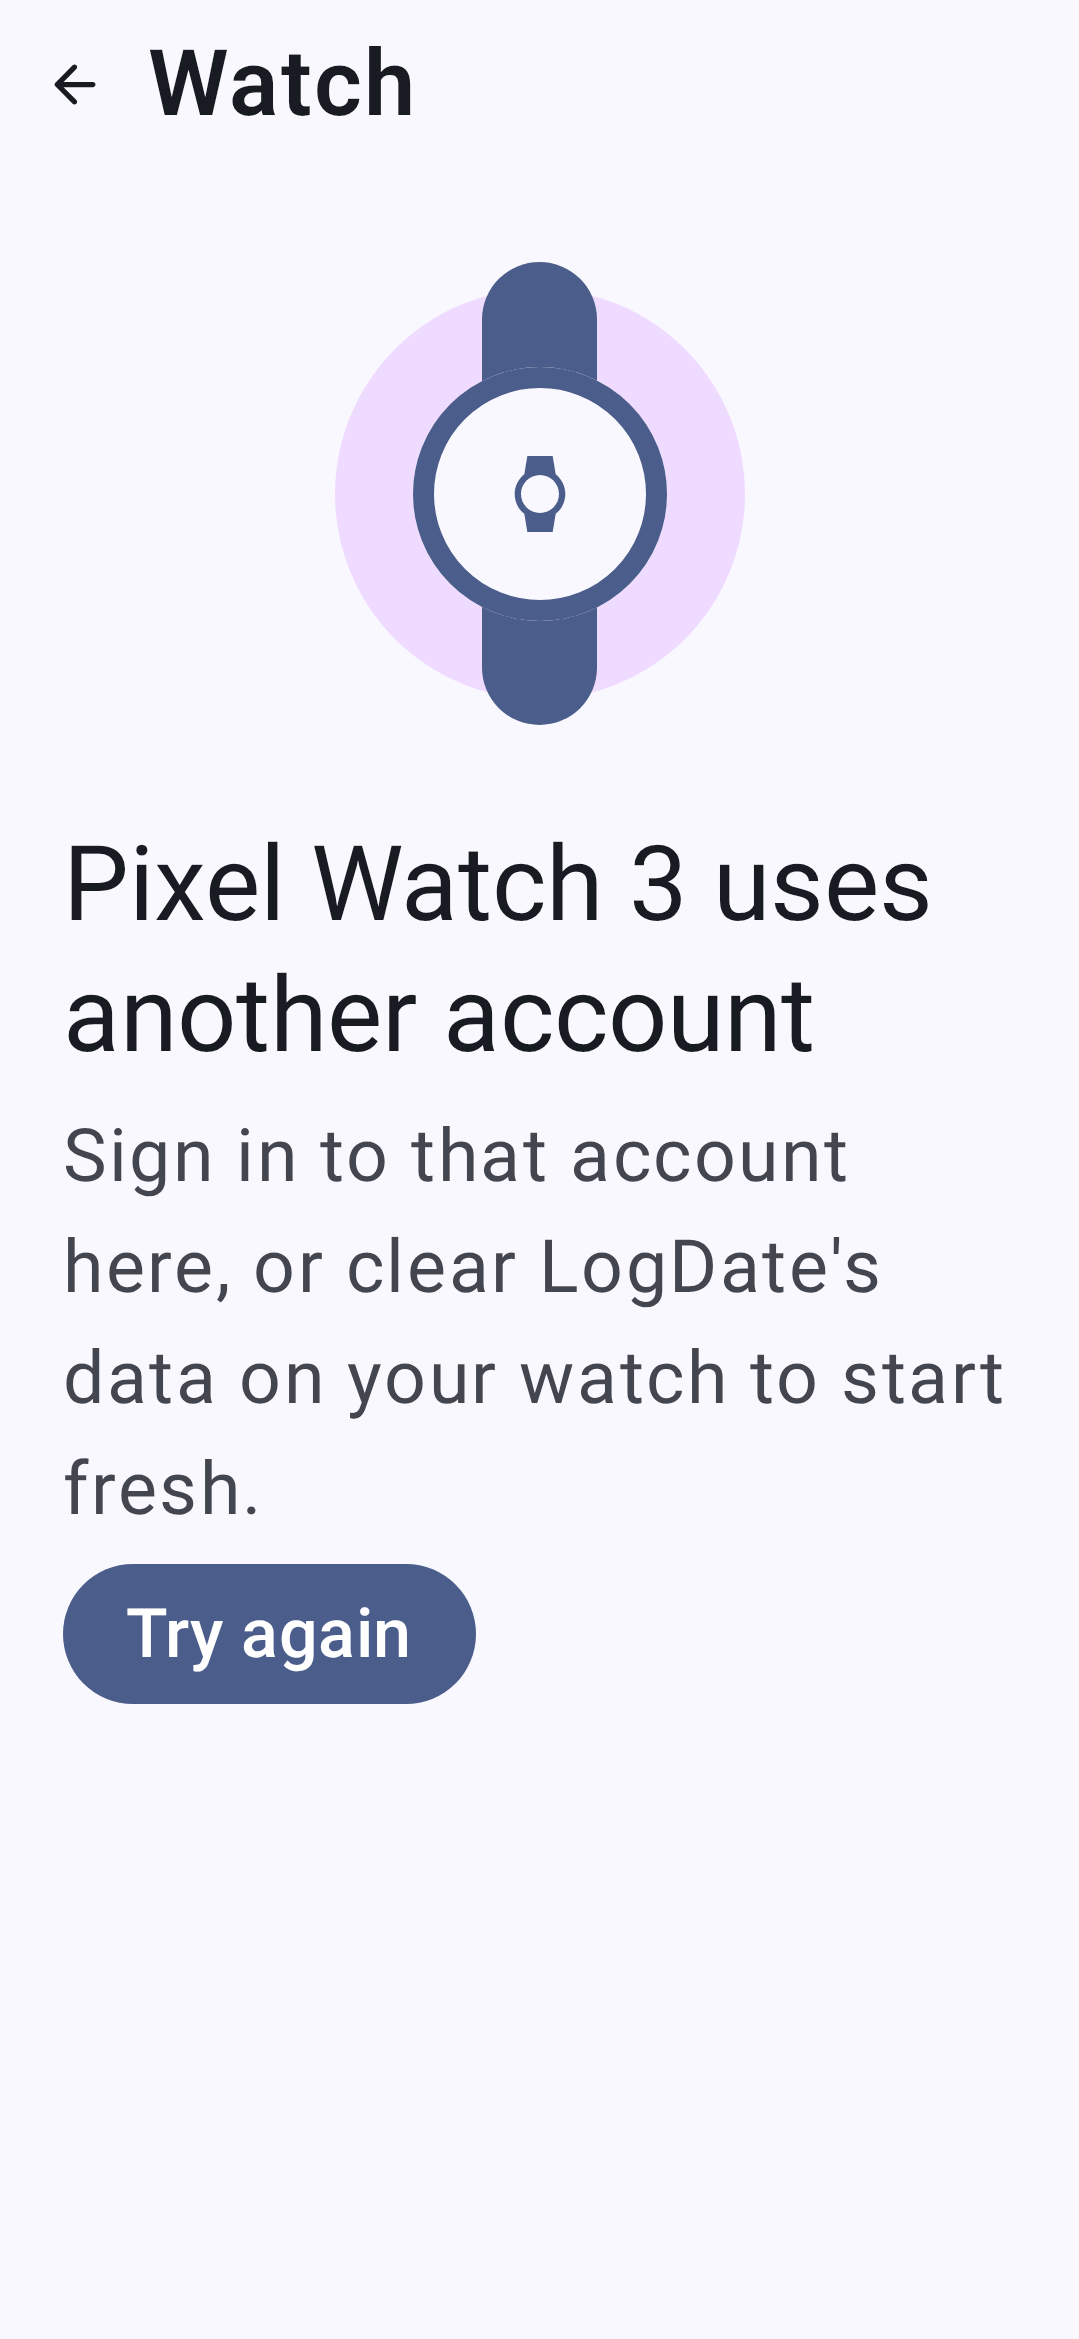 Watch
Pixel Watch 3 uses
another account
Sign in to that account
here, or clear LogDate's
data on your watch to start
fresh.
Try again